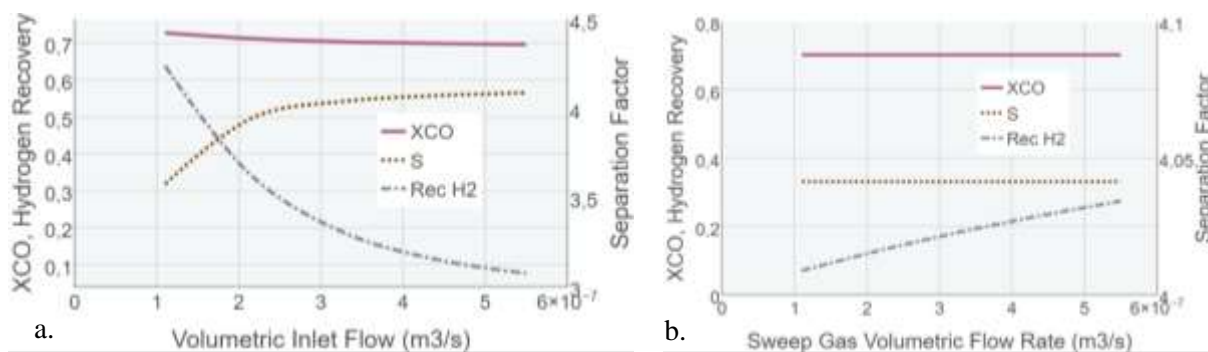 XCO, Hydrogen Recovery
0.7
0.6
0.5
0.4
0.3
0.2
0.1
0
1
2
3
4
5
6×10⁻⁷
4,5
4
3,5
3
Separation Factor
XCO
S
Rec H2
Volumetric Inlet Flow (m3/s)
a.
XCO, Hydrogen Recovery
0.8
0.6
0.4
0.2
0
0
1
2
3
4
5
6×10⁻⁷
4.1
4.05
4
Separation Factor
XCO
S
Rec H2
Sweep Gas Volumetric Flow Rate (m3/s)
b.